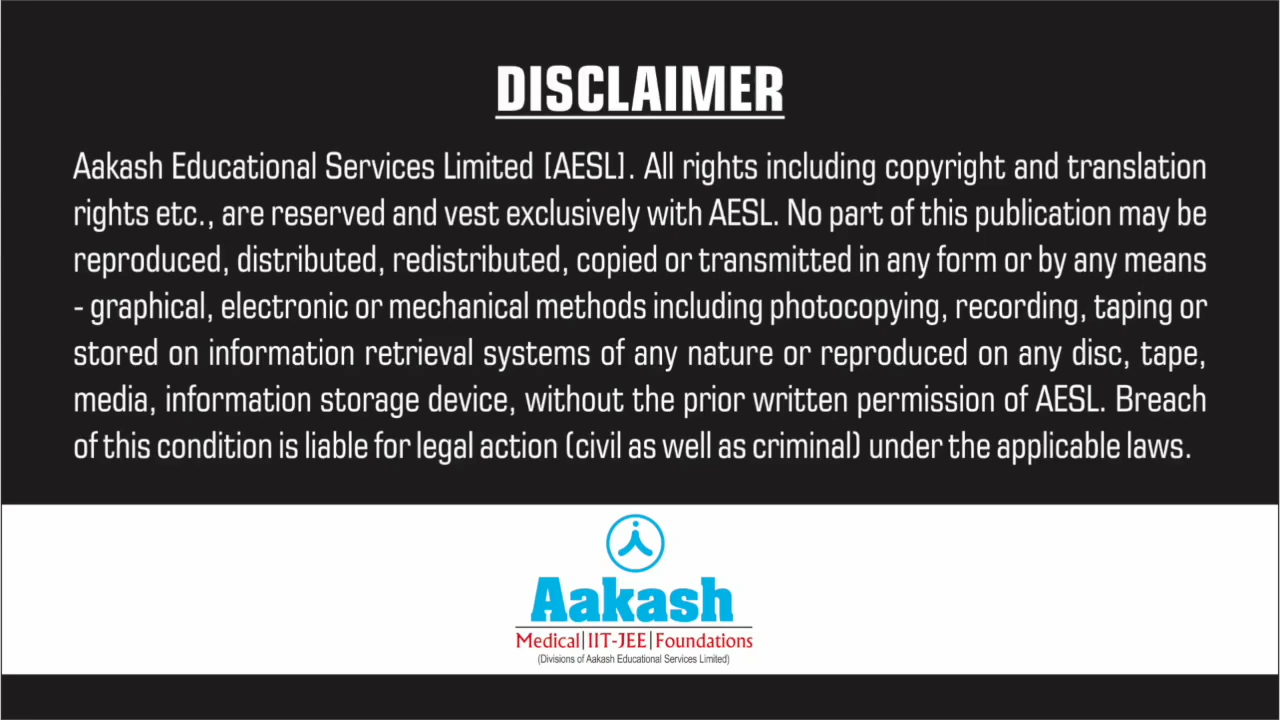 DISCLAIMER
Aakash Educational Services Limited [AESL]. All rights including copyright and translation
rights etc., are reserved and vest exclusively with AESL. No part of this publication may be
reproduced, distributed, redistributed, copied or transmitted in any form or by any means
- graphical, electronic or mechanical methods including photocopying, recording, taping or
stored on information retrieval systems of any nature or reproduced on any disc, tape,
media, information storage device, without the prior written permission of AESL. Breach
of this condition is liable for legal action (civil as well as criminal) under the applicable laws.
Aakash
Medical|IIT-JEE|Foundations
(Divisions of Aakash Educational Services Limited)